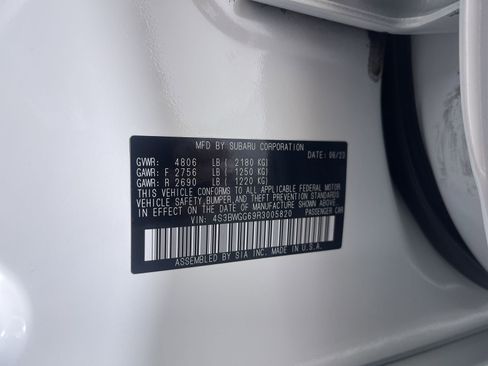 MFD BY SUBARU CORPORATION
DATE: 06/23
GVWR: 4806 LB ( 2180 KG)
GAWR: F 2756 LB ( 1250 KG)
GAWR: R 2690 LB ( 1220 KG)
THIS VEHICLE CONFORMS TO ALL APPLICABLE FEDERAL MOTOR
VEHICLE SAFETY, BUMPER, AND THEFT PREVENTION STANDARDS
IN EFFECT ON THE DATE OF MANUFACTURE SHOWN ABOVE.
VIN: 4S3BWGG69R3005820 PASSENGER CAR
ASSEMBLED BY SIA INC. MADE IN U.S.A.